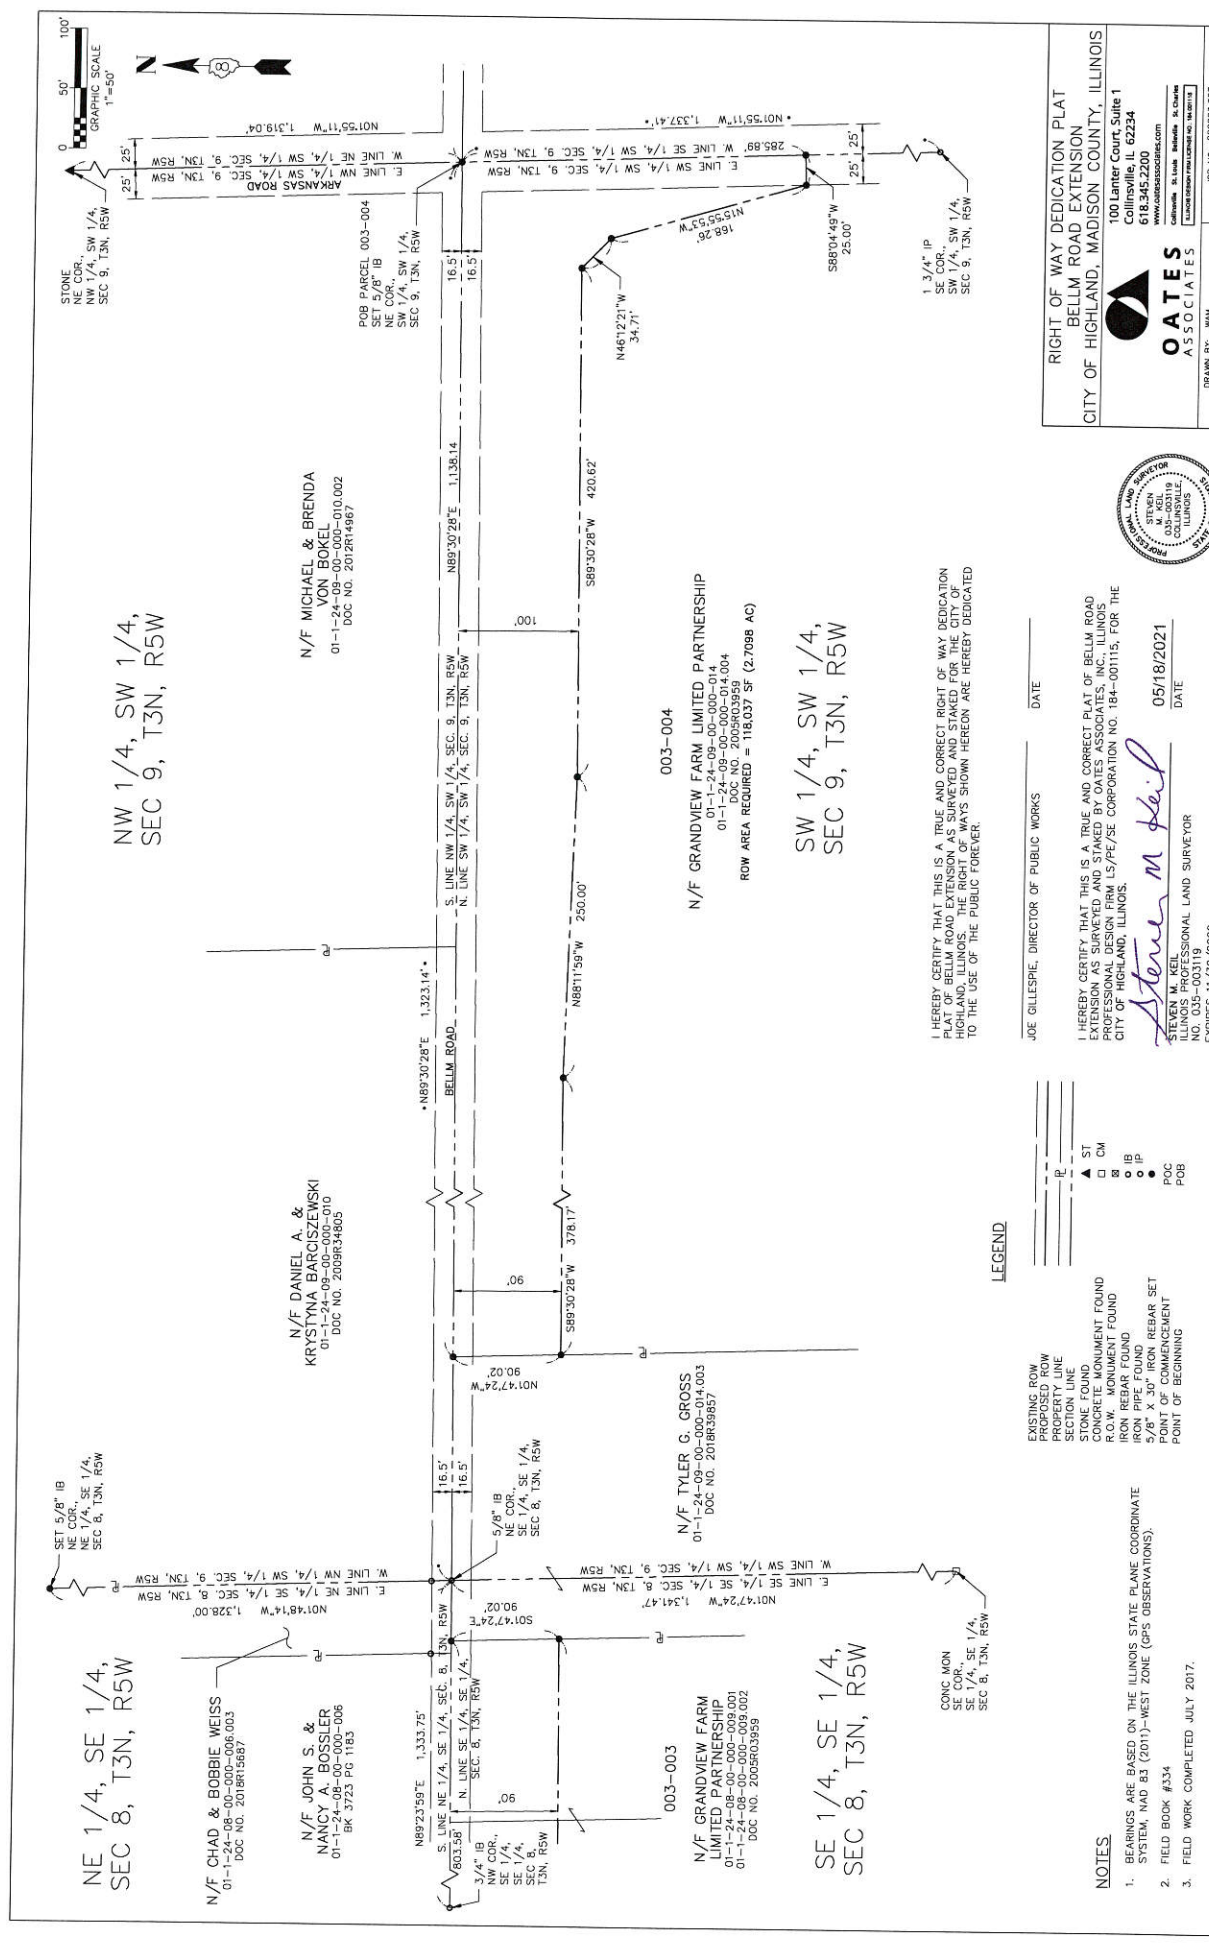 0
50'
100'
GRAPHIC SCALE
1"=50'
N
STONE
NE COR.,
NW 1/4, SW 1/4,
SEC 9, T3N, R5W
25'
25'
N01°55'11"W 1,319.04'
W. LINE NE 1/4, SW 1/4, SEC. 9, T3N, R5W
E. LINE NW 1/4, SW 1/4, SEC. 9, T3N, R5W
ARKANSAS ROAD
POB PARCEL 003-004
SET 5/8" IB
NE COR.,
SW 1/4, SW 1/4,
SEC 9, T3N, R5W
16.5'
16.5'
N01°55'11"W 1,337.41'
285.89'
W. LINE SE 1/4, SW 1/4, SEC. 9, T3N, R5W
E. LINE SW 1/4, SW 1/4, SEC. 9, T3N, R5W
25'
25'
N15°55'53"W
168.26'
S88°04'49"W
25.00'
N46°12'21"W
34.71'
1 3/4" IP
SE COR.,
SW 1/4, SW 1/4,
SEC 9, T3N, R5W
NW 1/4, SW 1/4,
SEC 9, T3N, R5W
N/F MICHAEL & BRENDA
VON BOKEL
01-1-24-09-00-000-010.002
DOC NO. 2012R14967
N89°30'28"E 1,138.14
100'
S89°30'28"W 420.62'
S. LINE NW 1/4, SW 1/4, SEC. 9, T3N, R5W
N. LINE SW 1/4, SW 1/4, SEC. 9, T3N, R5W
N89°30'28"E 1,323.14'
BELLM ROAD
N88°11'59"W 250.00'
003-004
N/F GRANDVIEW FARM LIMITED PARTNERSHIP
01-1-24-09-00-000-014
01-1-24-09-00-000-014.004
DOC NO. 2005R03959
ROW AREA REQUIRED = 118,037 SF (2.7098 AC)
SW 1/4, SW 1/4,
SEC 9, T3N, R5W
N/F DANIEL A. &
KRYSTYNA BARCISZEWSKI
01-1-24-09-00-000-010
DOC NO. 2009R34805
90'
S89°30'28"W 378.17'
N01°47'24"W
90.02'
N/F TYLER G. GROSS
01-1-24-09-00-000-014.003
DOC NO. 2018R39857
SET 5/8" IB
NE COR.,
NE 1/4, SE 1/4,
SEC 8, T3N, R5W
W. LINE NW 1/4, SW 1/4, SEC. 9, T3N, R5W
E. LINE NE 1/4, SE 1/4, SEC. 8, T3N, R5W
N01°48'14"W 1,328.00'
16.5'
16.5'
5/8" IB
NE COR.,
SE 1/4, SE 1/4,
SEC 8, T3N, R5W
W. LINE SW 1/4, SW 1/4, SEC. 9, T3N, R5W
E. LINE SE 1/4, SE 1/4, SEC. 8, T3N, R5W
N01°47'24"W 1,341.47'
S01°47'24"E
90.02'
CONC MON
SE COR.,
SE 1/4, SE 1/4,
SEC 8, T3N, R5W
NE 1/4, SE 1/4,
SEC 8, T3N, R5W
N/F CHAD & BOBBIE WEISS
01-1-24-08-00-000-006.003
DOC NO. 2018R15687
N/F JOHN S. &
NANCY A. BOSSLER
01-1-24-08-00-000-006
BK 3723 PG 1183
N89°23'59"E 1,333.75'
S. LINE NE 1/4, SE 1/4, SEC. 8, T3N, R5W
N. LINE SE 1/4, SE 1/4,
SEC. 8, T3N, R5W
803.58'
3/4" IB
NW COR.,
SE 1/4,
SE 1/4,
SEC 8,
T3N, R5W
90'
003-003
N/F GRANDVIEW FARM
LIMITED PARTNERSHIP
01-1-24-08-00-000-009.001
01-1-24-08-00-000-009.002
DOC NO. 2005R03959
SE 1/4, SE 1/4,
SEC 8, T3N, R5W
NOTES
1. BEARINGS ARE BASED ON THE ILLINOIS STATE PLANE COORDINATE
SYSTEM, NAD 83 (2011)-WEST ZONE (GPS OBSERVATIONS).
2. FIELD BOOK #334
3. FIELD WORK COMPLETED JULY 2017.
LEGEND
EXISTING ROW
PROPOSED ROW
PROPERTY LINE
SECTION LINE
STONE FOUND ST
CONCRETE MONUMENT FOUND CM
R.O.W. MONUMENT FOUND
IRON REBAR FOUND IB
IRON PIPE FOUND IP
5/8" X 30" IRON REBAR SET
POINT OF COMMENCEMENT POC
POINT OF BEGINNING POB
I HEREBY CERTIFY THAT THIS IS A TRUE AND CORRECT RIGHT OF WAY DEDICATION
PLAT OF BELLM ROAD EXTENSION AS SURVEYED AND STAKED FOR THE CITY OF
HIGHLAND, ILLINOIS. THE RIGHT OF WAYS SHOWN HEREON ARE HEREBY DEDICATED
TO THE USE OF THE PUBLIC FOREVER.
JOE GILLESPIE, DIRECTOR OF PUBLIC WORKS DATE
I HEREBY CERTIFY THAT THIS IS A TRUE AND CORRECT PLAT OF BELLM ROAD
EXTENSION AS SURVEYED AND STAKED BY OATES ASSOCIATES, INC., ILLINOIS
PROFESSIONAL DESIGN FIRM LS/PE/SE CORPORATION NO. 184-001115, FOR THE
CITY OF HIGHLAND, ILLINOIS.
Steven M Keil 05/18/2021
STEVEN M. KEIL DATE
ILLINOIS PROFESSIONAL LAND SURVEYOR
NO. 035-003119
PROFESSIONAL LAND SURVEYOR
STEVEN
M. KEIL
035-003119
COLLINSVILLE,
ILLINOIS
RIGHT OF WAY DEDICATION PLAT
BELLM ROAD EXTENSION
CITY OF HIGHLAND, MADISON COUNTY, ILLINOIS
OATES
ASSOCIATES
100 Lanter Court, Suite 1
Collinsville, IL 62234
618.345.2200
www.oatesassociates.com
Collinsville St. Louis Belleville St. Charles
DRAWN BY: WAM